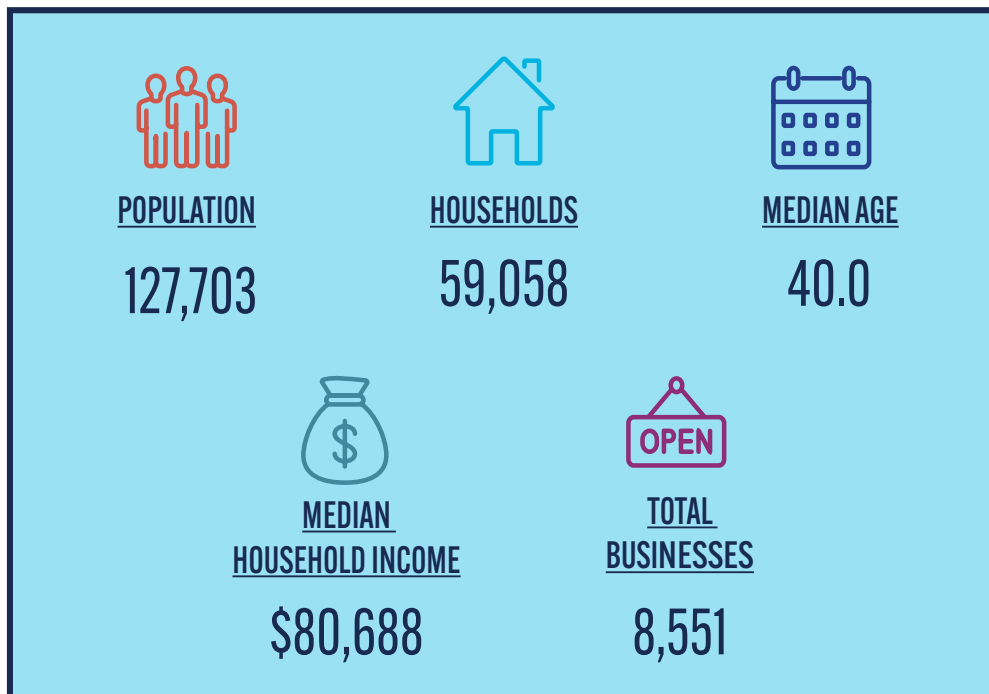 POPULATION
127,703
HOUSEHOLDS
59,058
MEDIAN AGE
40.0
$
MEDIAN
HOUSEHOLD INCOME
$80,688
OPEN
TOTAL
BUSINESSES
8,551